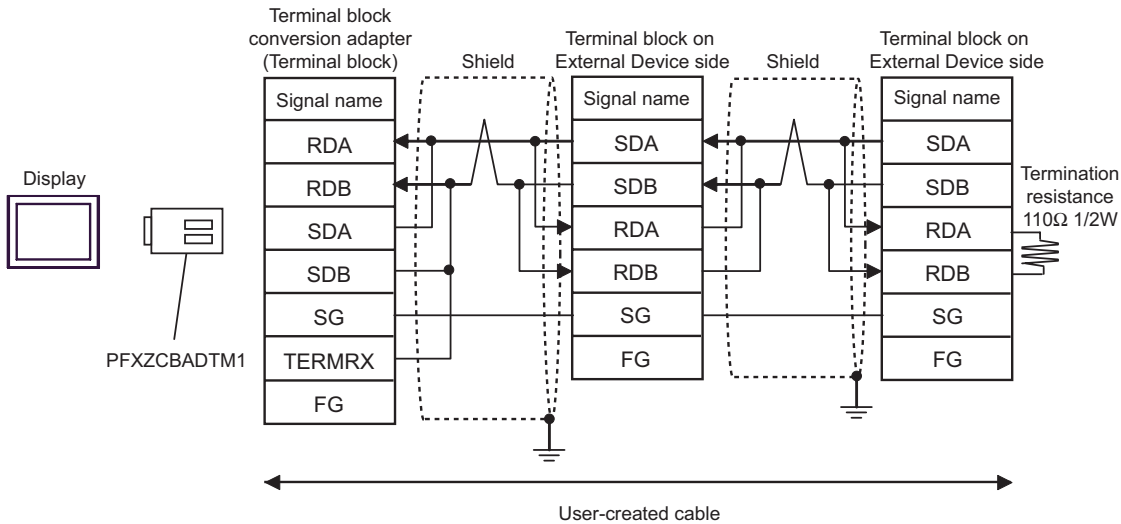 Display
PFXZCBADTM1
Terminal block
conversion adapter
(Terminal block)
Signal name
RDA
RDB
SDA
SDB
SG
TERMRX
FG
Shield
Terminal block on
External Device side
Signal name
SDA
SDB
RDA
RDB
SG
FG
Shield
Terminal block on
External Device side
Signal name
SDA
SDB
RDA
RDB
SG
FG
Termination
resistance
110Ω 1/2W
User-created cable